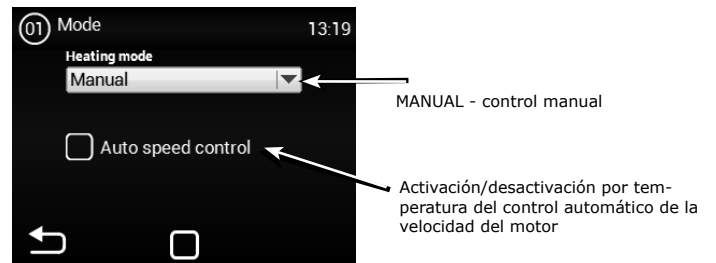 01 Mode 13:19
Heating mode
Manual
MANUAL - control manual
Auto speed control
Activación/desactivación por tem-
peratura del control automático de la
velocidad del motor